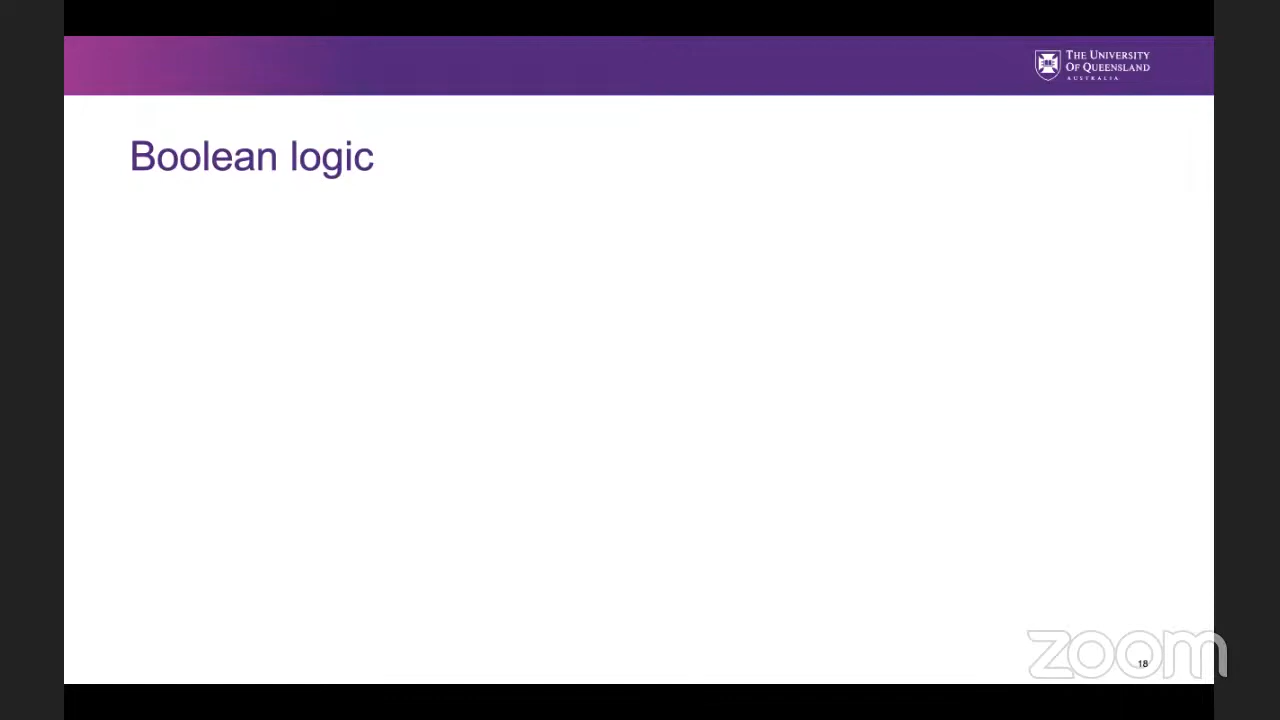 THE UNIVERSITY
OF QUEENSLAND
AUSTRALIA
Boolean logic
zoom
18